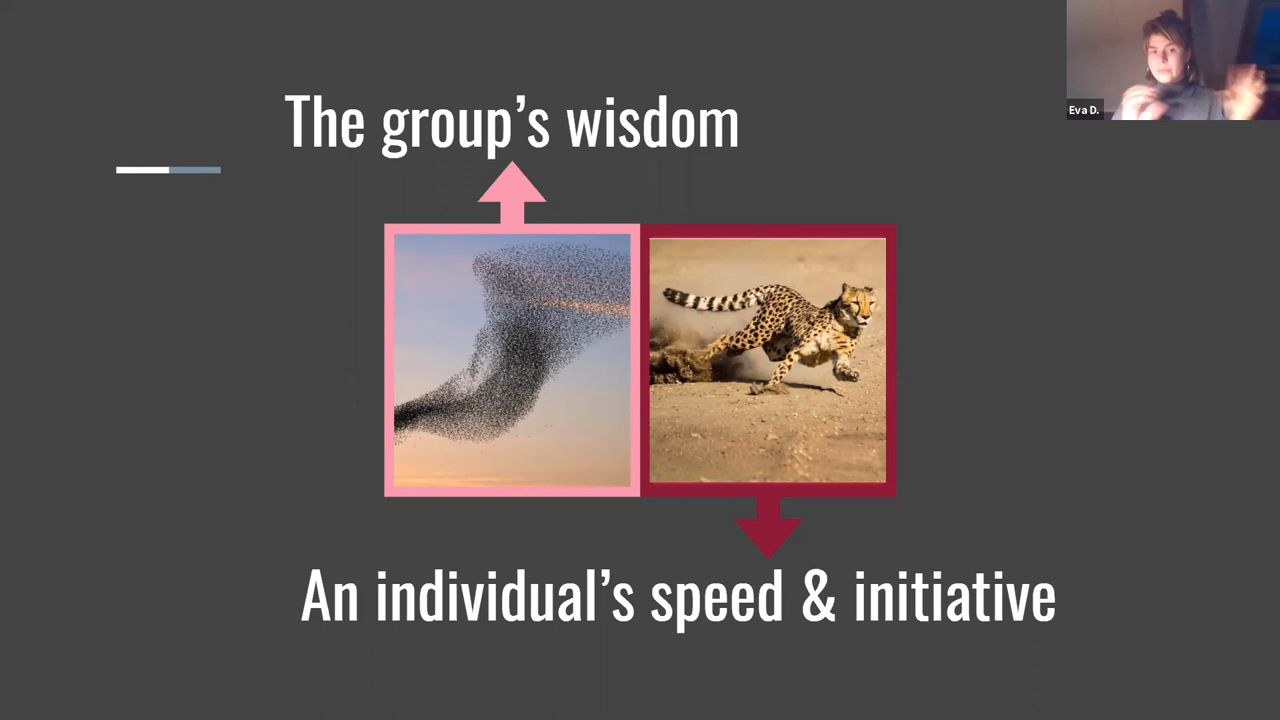 Eva D.
The group’s wisdom
An individual’s speed & initiative